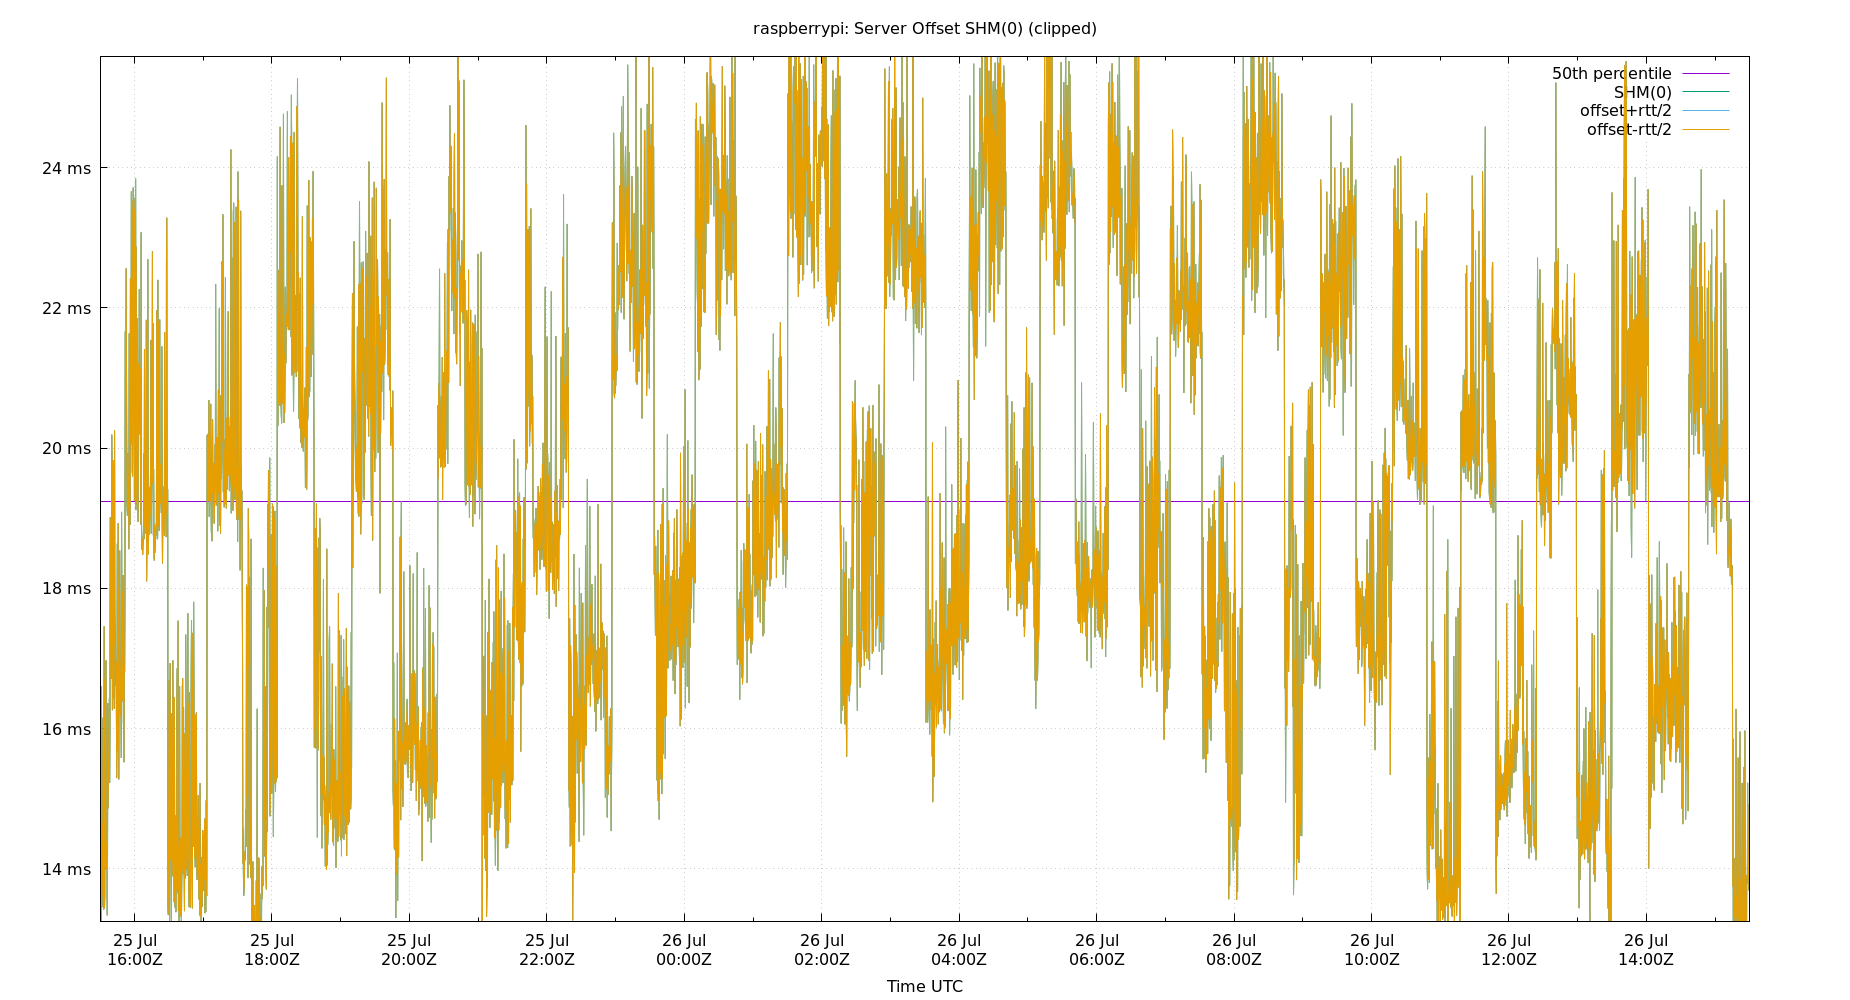 raspberrypi: Server Offset SHM(0) (clipped)
50th percentile
SHM(0)
offset+rtt/2
offset-rtt/2
24 ms
22 ms
20 ms
18 ms
16 ms
14 ms
25 Jul 25 Jul 25 Jul 25 Jul 26 Jul 26 Jul 26 Jul 26 Jul 26 Jul 26 Jul 26 Jul 26 Jul
16:00Z 18:00Z 20:00Z 22:00Z 00:00Z 02:00Z 04:00Z 06:00Z 08:00Z 10:00Z 12:00Z 14:00Z
Time UTC